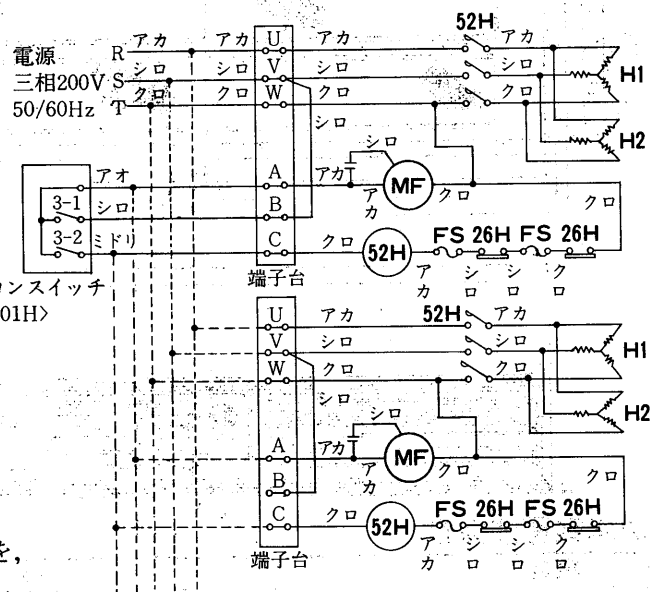 電源
三相200V
50/60Hz
R アカ アカ U アカ 52H アカ
S シロ シロ V シロ シロ H1
T クロ クロ W クロ クロ
シロ H2
アオ A アカ シロ MF クロ
アカ
3-1 シロ B クロ
3-2 ミドリ C クロ 52H FS 26H FS 26H
アカ シロ シロ クロ
ンスイッチ 端子台
01H>
U アカ 52H アカ
V シロ シロ H1
W クロ クロ
シロ H2
A アカ シロ MF クロ
アカ
B クロ
C クロ 52H FS 26H FS 26H
アカ シロ シロ クロ
を,
端子台